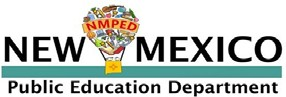 NMPED
NEW MEXICO
Public Education Department